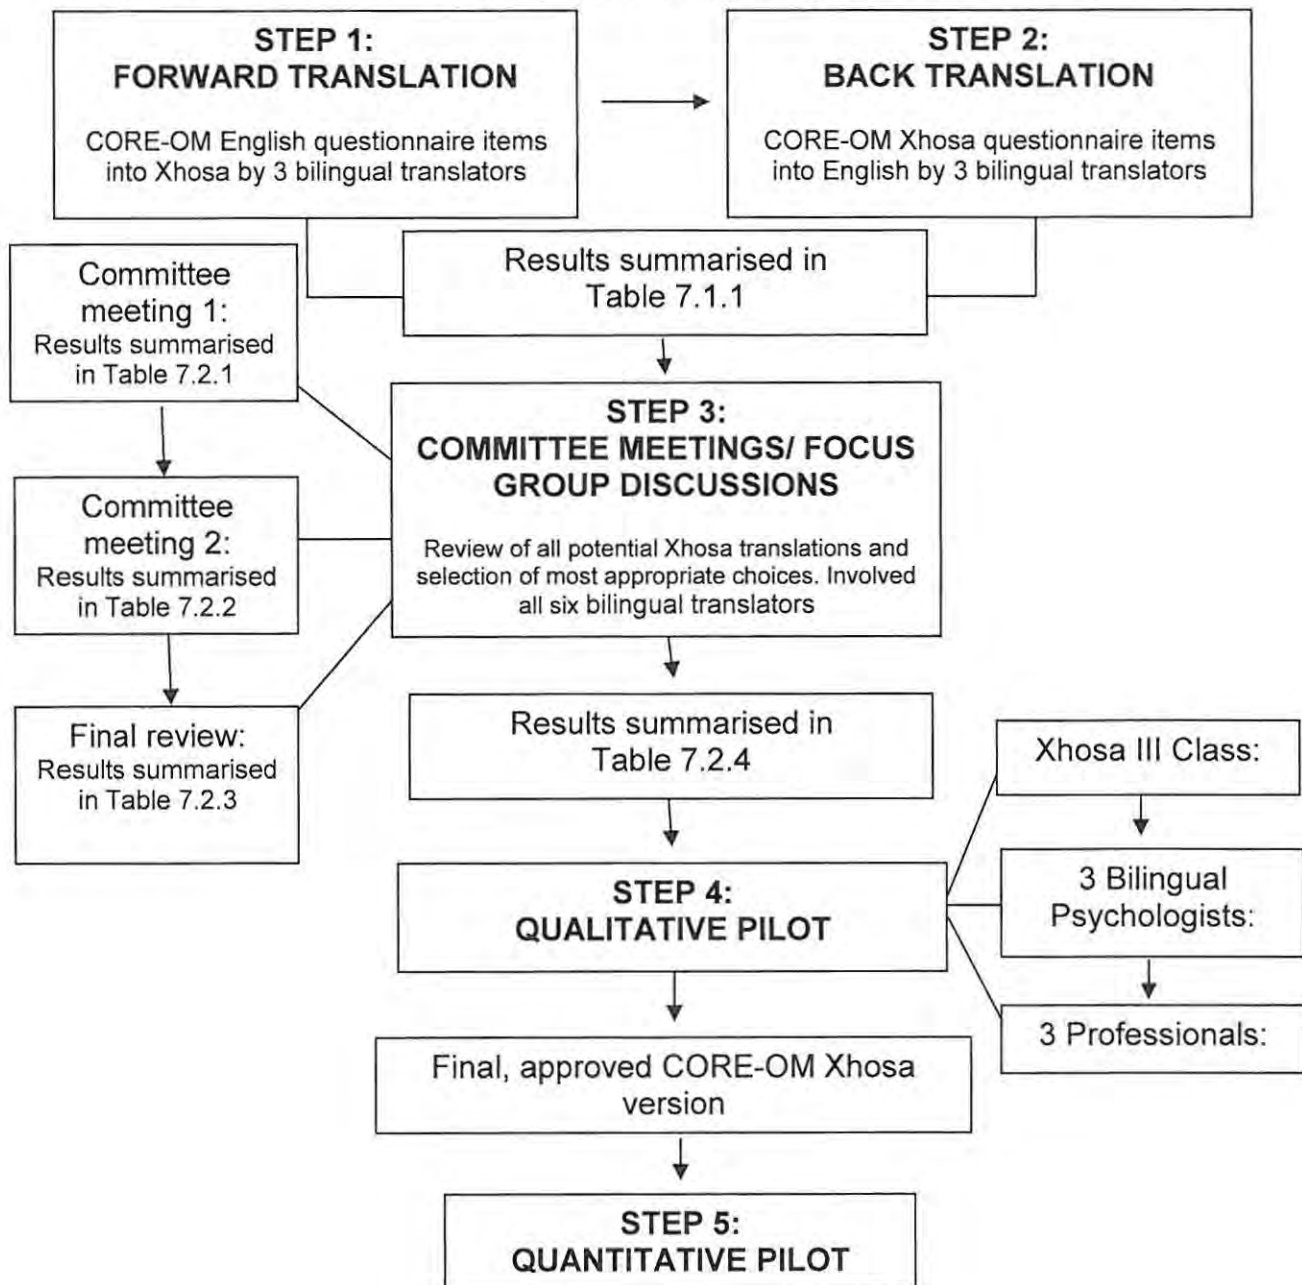 STEP 1:
FORWARD TRANSLATION
CORE-OM English questionnaire items
into Xhosa by 3 bilingual translators
STEP 2:
BACK TRANSLATION
CORE-OM Xhosa questionnaire items
into English by 3 bilingual translators
Results summarised in
Table 7.1.1
Committee
meeting 1:
Results summarised
in Table 7.2.1
STEP 3:
COMMITTEE MEETINGS/ FOCUS
GROUP DISCUSSIONS
Review of all potential Xhosa translations and
selection of most appropriate choices. Involved
all six bilingual translators
Committee
meeting 2:
Results summarised
in Table 7.2.2
Final review:
Results summarised
in Table 7.2.3
Results summarised in
Table 7.2.4
STEP 4:
QUALITATIVE PILOT
Xhosa III Class:
3 Bilingual
Psychologists:
3 Professionals:
Final, approved CORE-OM Xhosa
version
STEP 5:
QUANTITATIVE PILOT